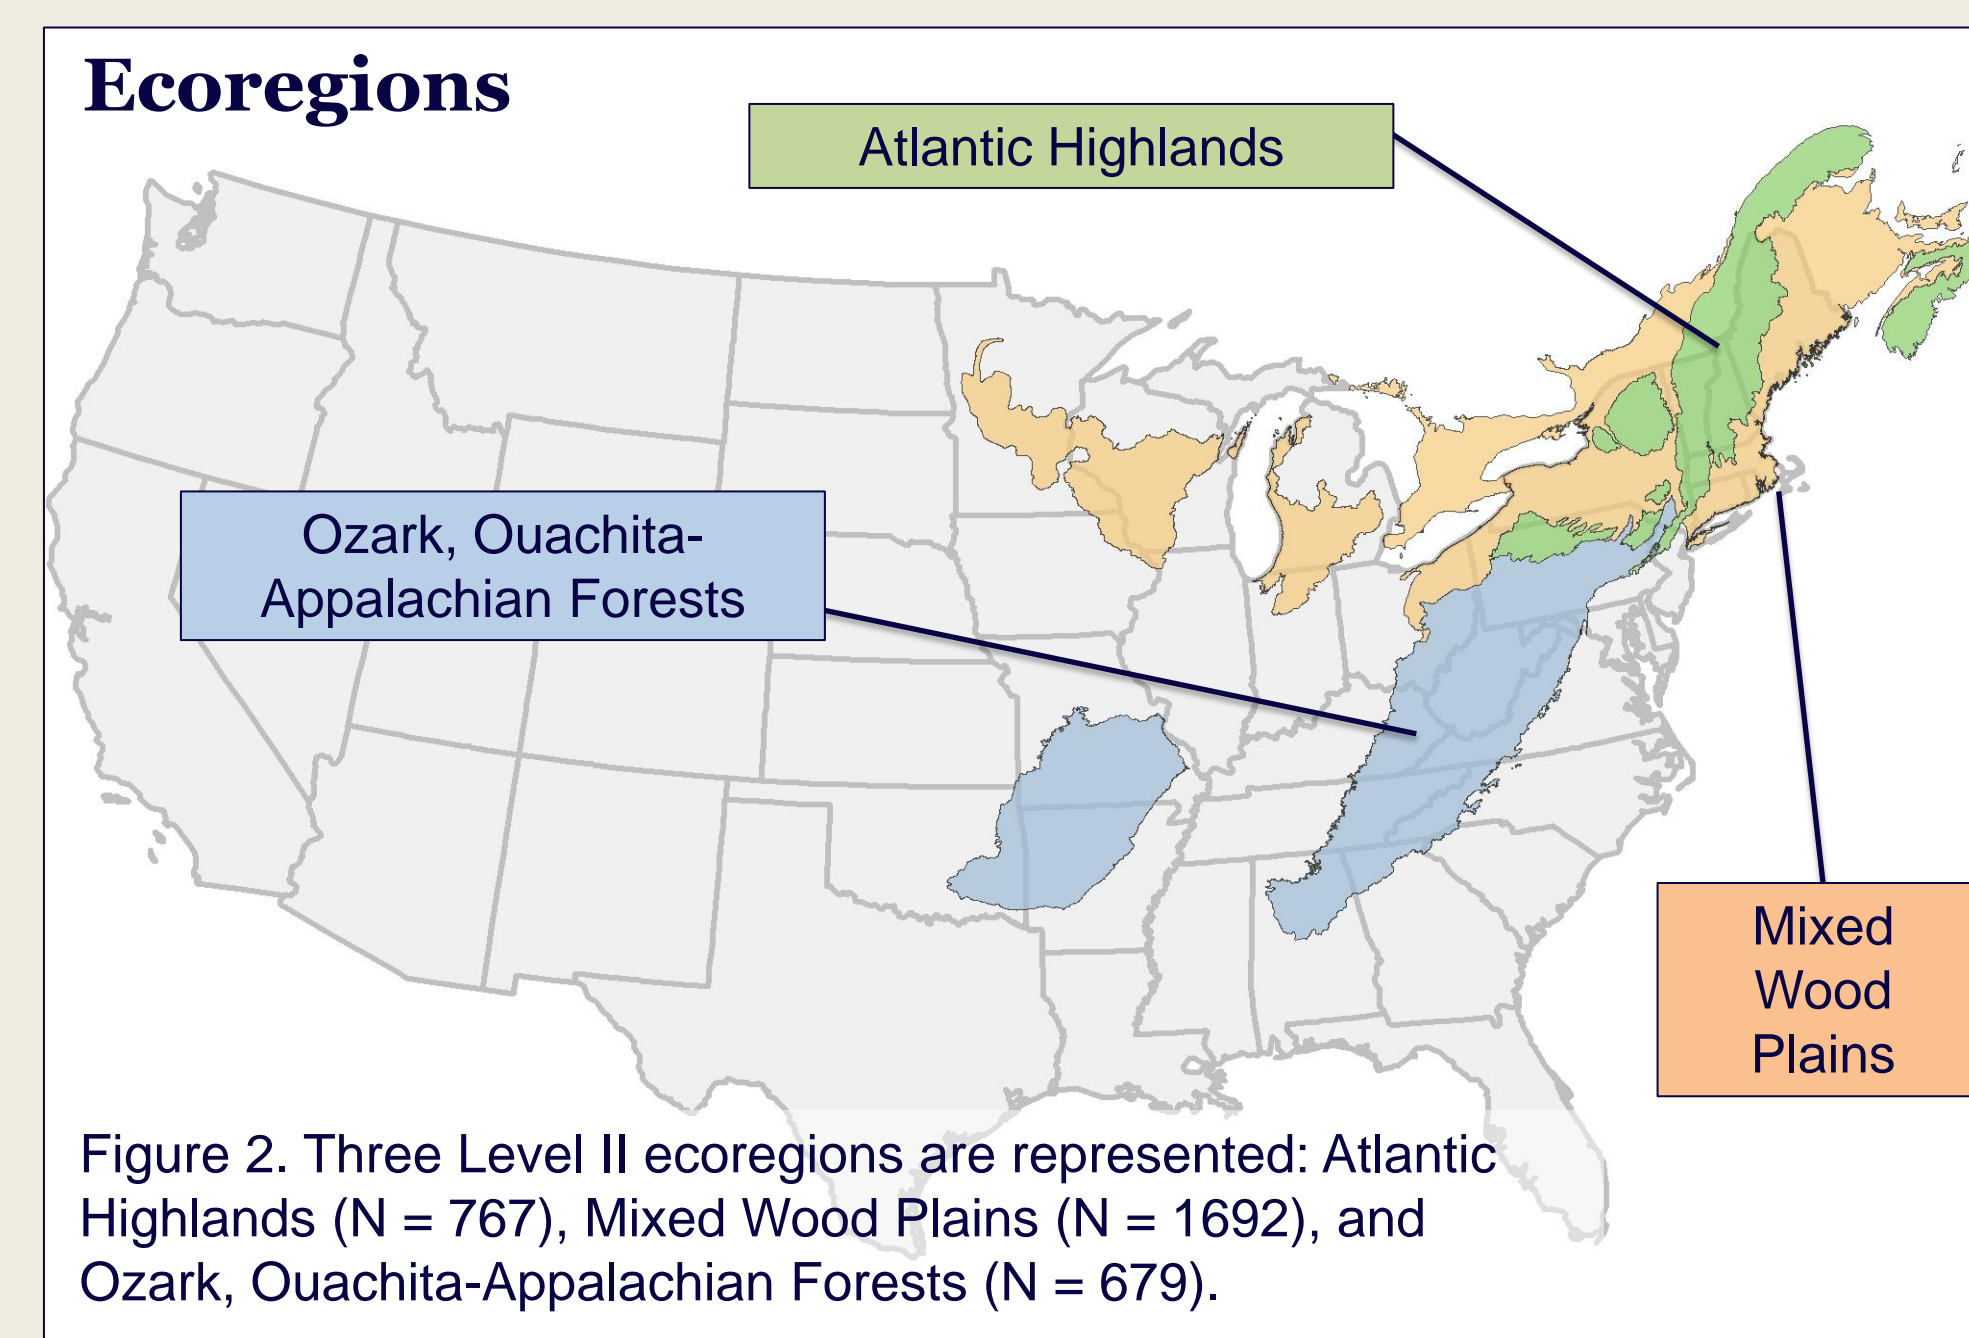 Ecoregions
Atlantic Highlands
Ozark, Ouachita-
Appalachian Forests
Mixed
Wood
Plains
Figure 2. Three Level II ecoregions are represented: Atlantic
Highlands (N = 767), Mixed Wood Plains (N = 1692), and
Ozark, Ouachita-Appalachian Forests (N = 679).